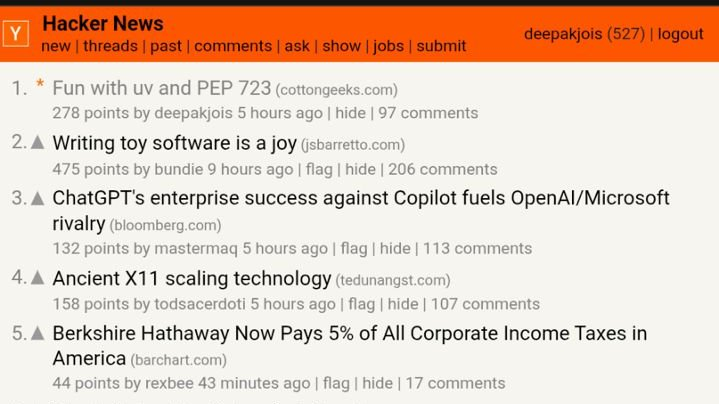 Y Hacker News
new | threads | past | comments | ask | show | jobs | submit
deepakjois (527) | logout
1. * Fun with uv and PEP 723 (cottongeeks.com)
278 points by deepakjois 5 hours ago | hide | 97 comments
2. ▲ Writing toy software is a joy (jsbarretto.com)
475 points by bundie 9 hours ago | flag | hide | 206 comments
3. ▲ ChatGPT's enterprise success against Copilot fuels OpenAI/Microsoft
rivalry (bloomberg.com)
132 points by mastermaq 5 hours ago | flag | hide | 113 comments
4. ▲ Ancient X11 scaling technology (tedunangst.com)
158 points by todsacerdoti 5 hours ago | flag | hide | 107 comments
5. ▲ Berkshire Hathaway Now Pays 5% of All Corporate Income Taxes in
America (barchart.com)
44 points by rexbee 43 minutes ago | flag | hide | 17 comments